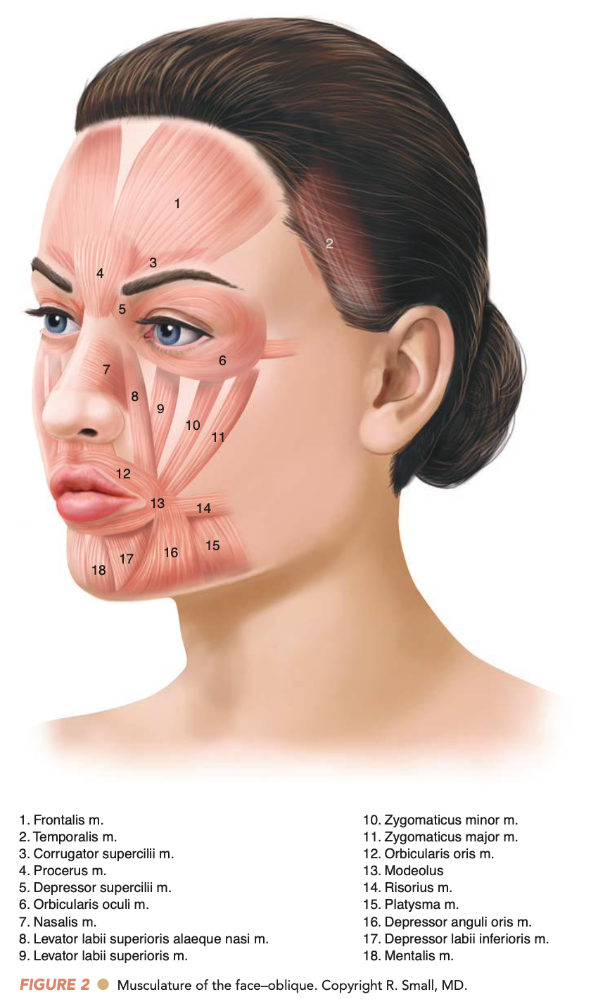 1
2
3
4
5
6
7
8
9
10
11
12
13
14
15
16
17
18
1. Frontalis m.
2. Temporalis m.
3. Corrugator supercilii m.
4. Procerus m.
5. Depressor supercilii m.
6. Orbicularis oculi m.
7. Nasalis m.
8. Levator labii superioris alaeque nasi m.
9. Levator labii superioris m.
10. Zygomaticus minor m.
11. Zygomaticus major m.
12. Orbicularis oris m.
13. Modeolus
14. Risorius m.
15. Platysma m.
16. Depressor anguli oris m.
17. Depressor labii inferioris m.
18. Mentalis m.
FIGURE 2 ● Musculature of the face–oblique. Copyright R. Small, MD.